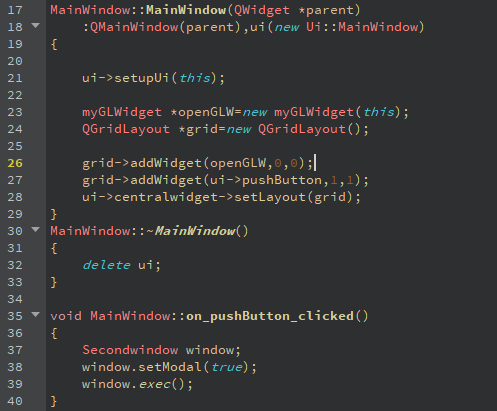 17 MainWindow::MainWindow(QWidget *parent)
18     :QMainWindow(parent),ui(new Ui::MainWindow)
19 {
20
21     ui->setupUi(this);
22
23     myGLWidget *openGLW=new myGLWidget(this);
24     QGridLayout *grid=new QGridLayout();
25
26     grid->addWidget(openGLW,0,0);
27     grid->addWidget(ui->pushButton,1,1);
28     ui->centralwidget->setLayout(grid);
29 }
30 MainWindow::~MainWindow()
31 {
32     delete ui;
33 }
34
35 void MainWindow::on_pushButton_clicked()
36 {
37     Secondwindow window;
38     window.setModal(true);
39     window.exec();
40 }